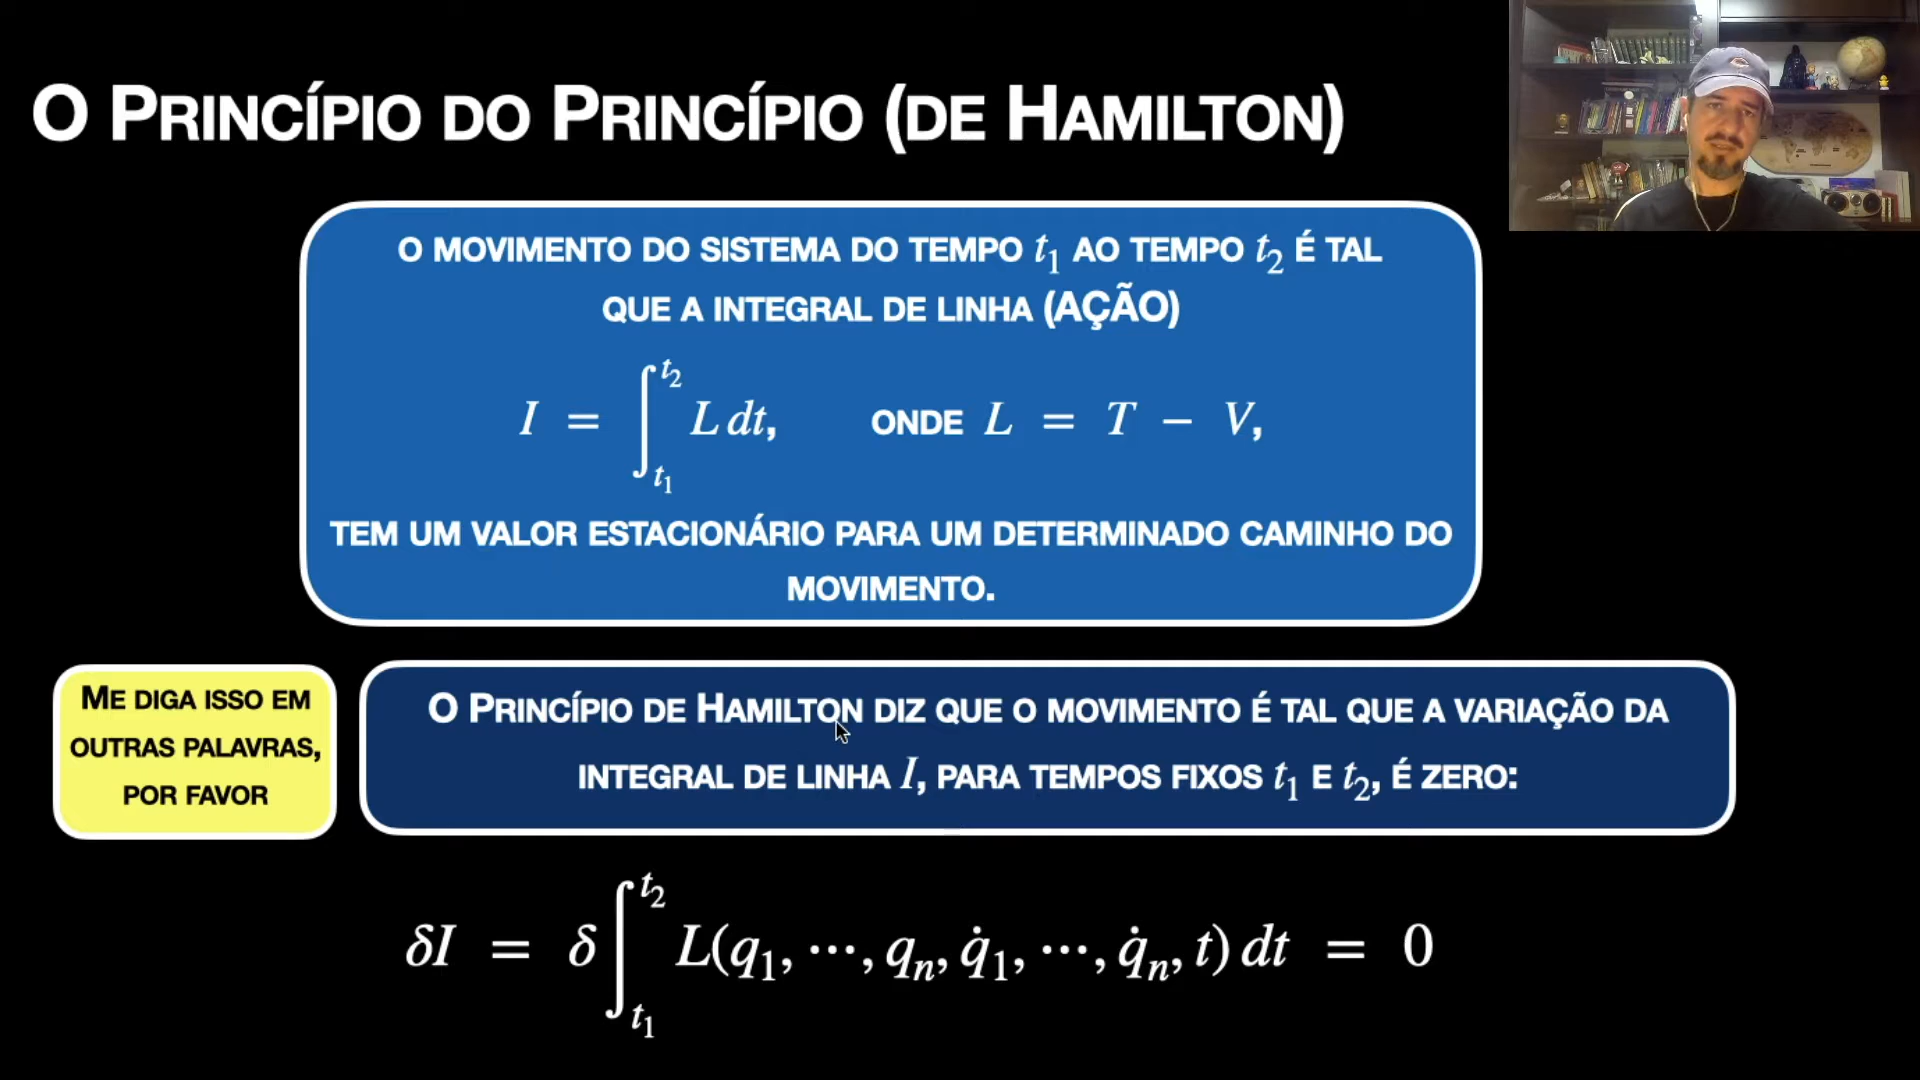 O PRINCÍPIO DO PRINCÍPIO (DE HAMILTON)
O MOVIMENTO DO SISTEMA DO TEMPO t₁ AO TEMPO t₂ É TAL
QUE A INTEGRAL DE LINHA (AÇÃO)
I = ∫_{t₁}^{t₂} L dt, ONDE L = T − V,
TEM UM VALOR ESTACIONÁRIO PARA UM DETERMINADO CAMINHO DO
MOVIMENTO.
ME DIGA ISSO EM
OUTRAS PALAVRAS,
POR FAVOR
O PRINCÍPIO DE HAMILTON DIZ QUE O MOVIMENTO É TAL QUE A VARIAÇÃO DA
INTEGRAL DE LINHA I, PARA TEMPOS FIXOS t₁ E t₂, É ZERO:
δI = δ∫_{t₁}^{t₂} L(q₁, ⋯, qₙ, q̇₁, ⋯, q̇ₙ, t) dt = 0